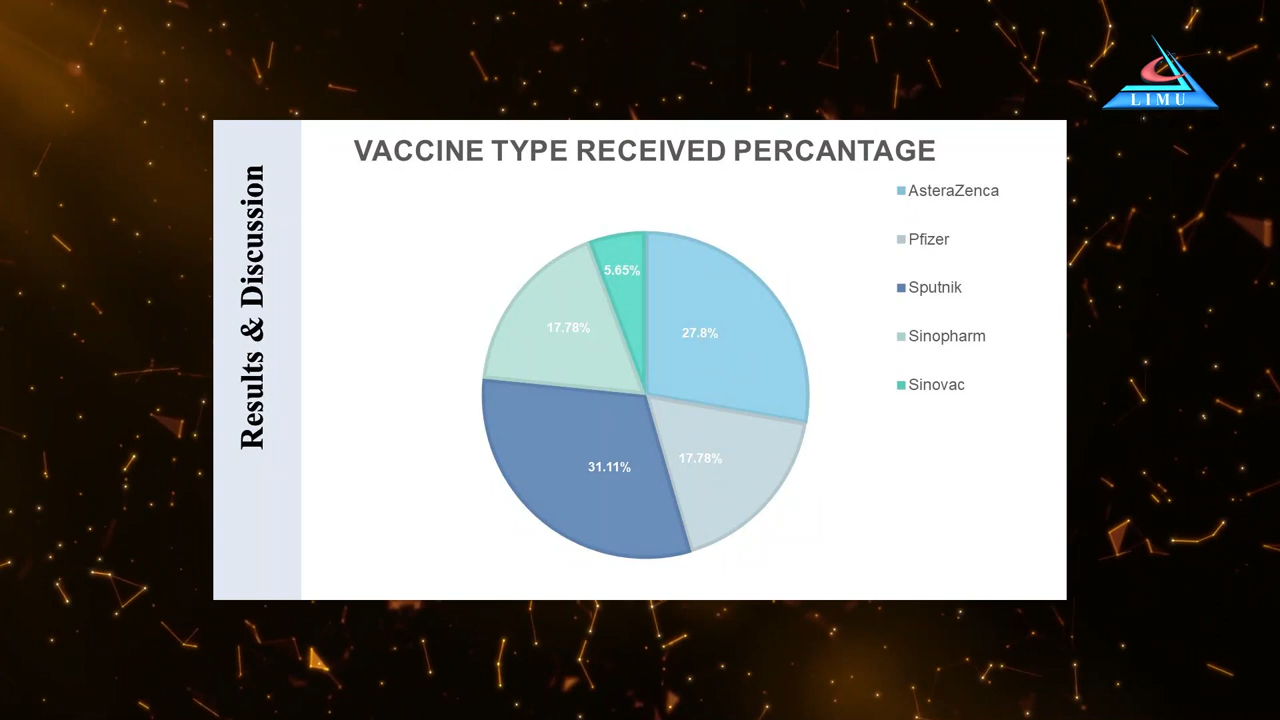 LIMU
VACCINE TYPE RECEIVED PERCANTAGE
Results & Discussion
AsteraZenca
Pfizer
Sputnik
Sinopharm
Sinovac
5.65%
27.8%
17.78%
17.78%
31.11%